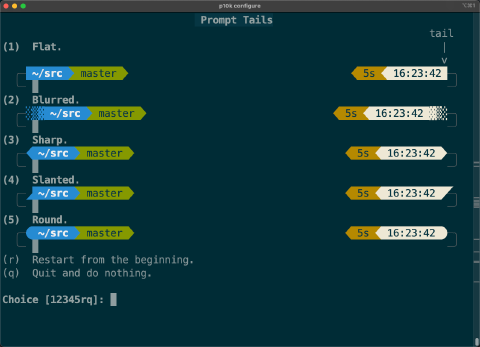 p10k configure
⌥⌘1
Prompt Tails
tail
|
(1) Flat.
v
~/src master 5s 16:23:42
(2) Blurred.
~/src master 5s 16:23:42
(3) Sharp.
~/src master 5s 16:23:42
(4) Slanted.
~/src master 5s 16:23:42
(5) Round.
~/src master 5s 16:23:42
(r) Restart from the beginning.
(q) Quit and do nothing.
Choice [12345rq]: